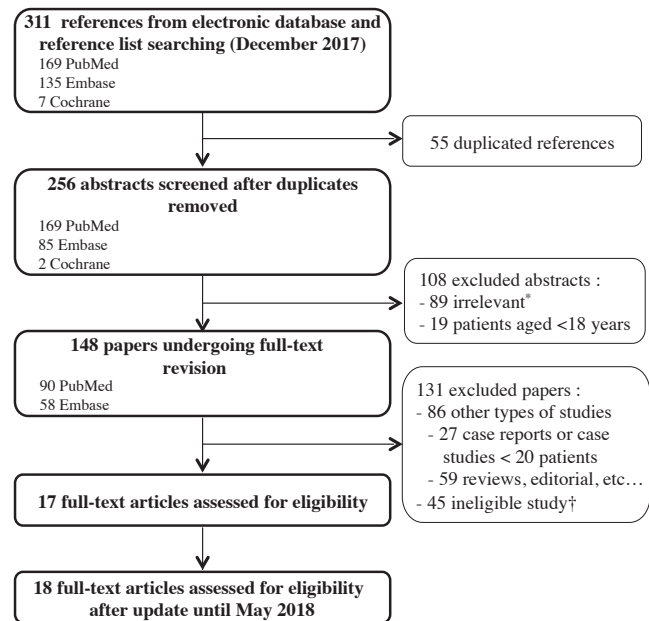 311 references from electronic database and
reference list searching (December 2017)
169 PubMed
135 Embase
7 Cochrane
55 duplicated references
256 abstracts screened after duplicates
removed
169 PubMed
85 Embase
2 Cochrane
108 excluded abstracts :
- 89 irrelevant*
- 19 patients aged <18 years
148 papers undergoing full-text
revision
90 PubMed
58 Embase
131 excluded papers :
- 86 other types of studies
- 27 case reports or case
studies < 20 patients
- 59 reviews, editorial, etc…
- 45 ineligible study†
17 full-text articles assessed for eligibility
18 full-text articles assessed for eligibility
after update until May 2018